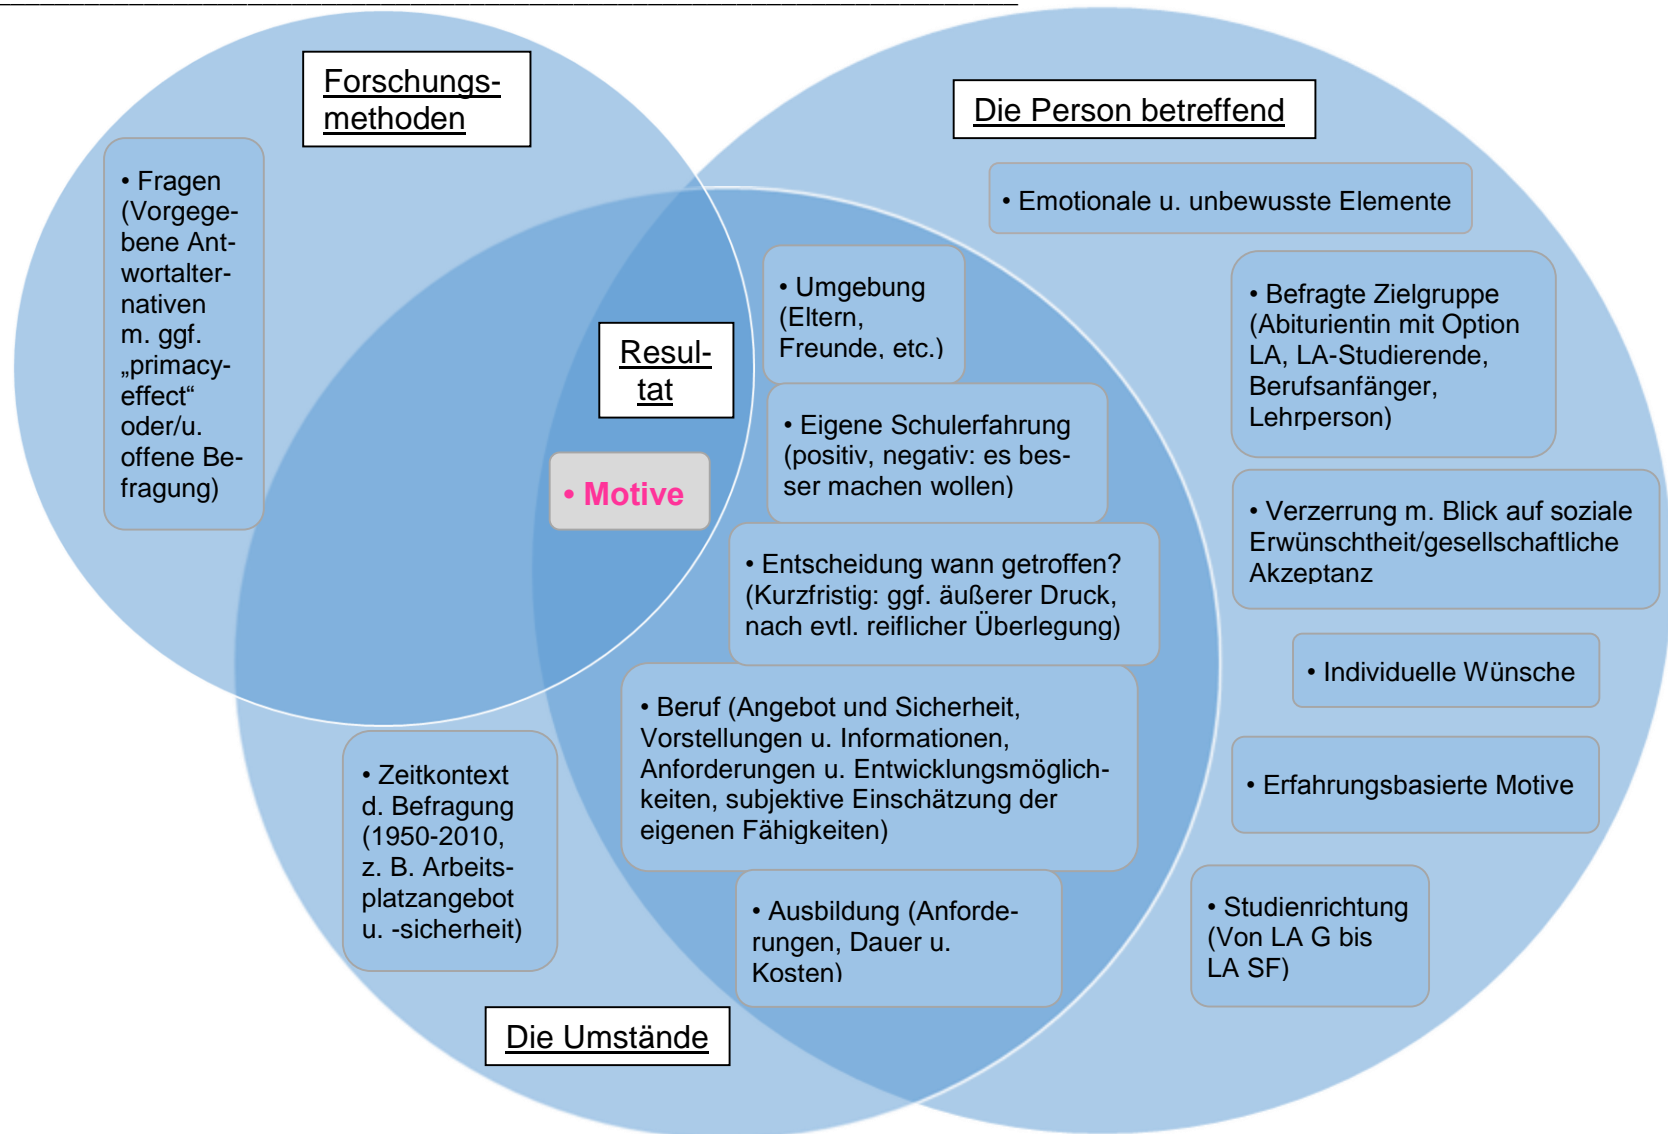 Forschungs-
methoden
• Fragen
(Vorgege-
bene Ant-
wortalter-
nativen
m. ggf.
„primacy-
effect“
oder/u.
offene Be-
fragung)
Die Person betreffend
• Emotionale u. unbewusste Elemente
• Umgebung
(Eltern,
Freunde, etc.)
• Befragte Zielgruppe
(Abiturientin mit Option
LA, LA-Studierende,
Berufsanfänger,
Lehrperson)
Resul-
tat
• Motive
• Eigene Schulerfahrung
(positiv, negativ: es bes-
ser machen wollen)
• Verzerrung m. Blick auf soziale
Erwünschtheit/gesellschaftliche
Akzeptanz
• Entscheidung wann getroffen?
(Kurzfristig: ggf. äußerer Druck,
nach evtl. reiflicher Überlegung)
• Individuelle Wünsche
• Beruf (Angebot und Sicherheit,
Vorstellungen u. Informationen,
Anforderungen u. Entwicklungsmöglich-
keiten, subjektive Einschätzung der
eigenen Fähigkeiten)
• Erfahrungsbasierte Motive
• Zeitkontext
d. Befragung
(1950-2010,
z. B. Arbeits-
platzangebot
u. -sicherheit)
• Ausbildung (Anforde-
rungen, Dauer u.
Kosten)
• Studienrichtung
(Von LA G bis
LA SF)
Die Umstände